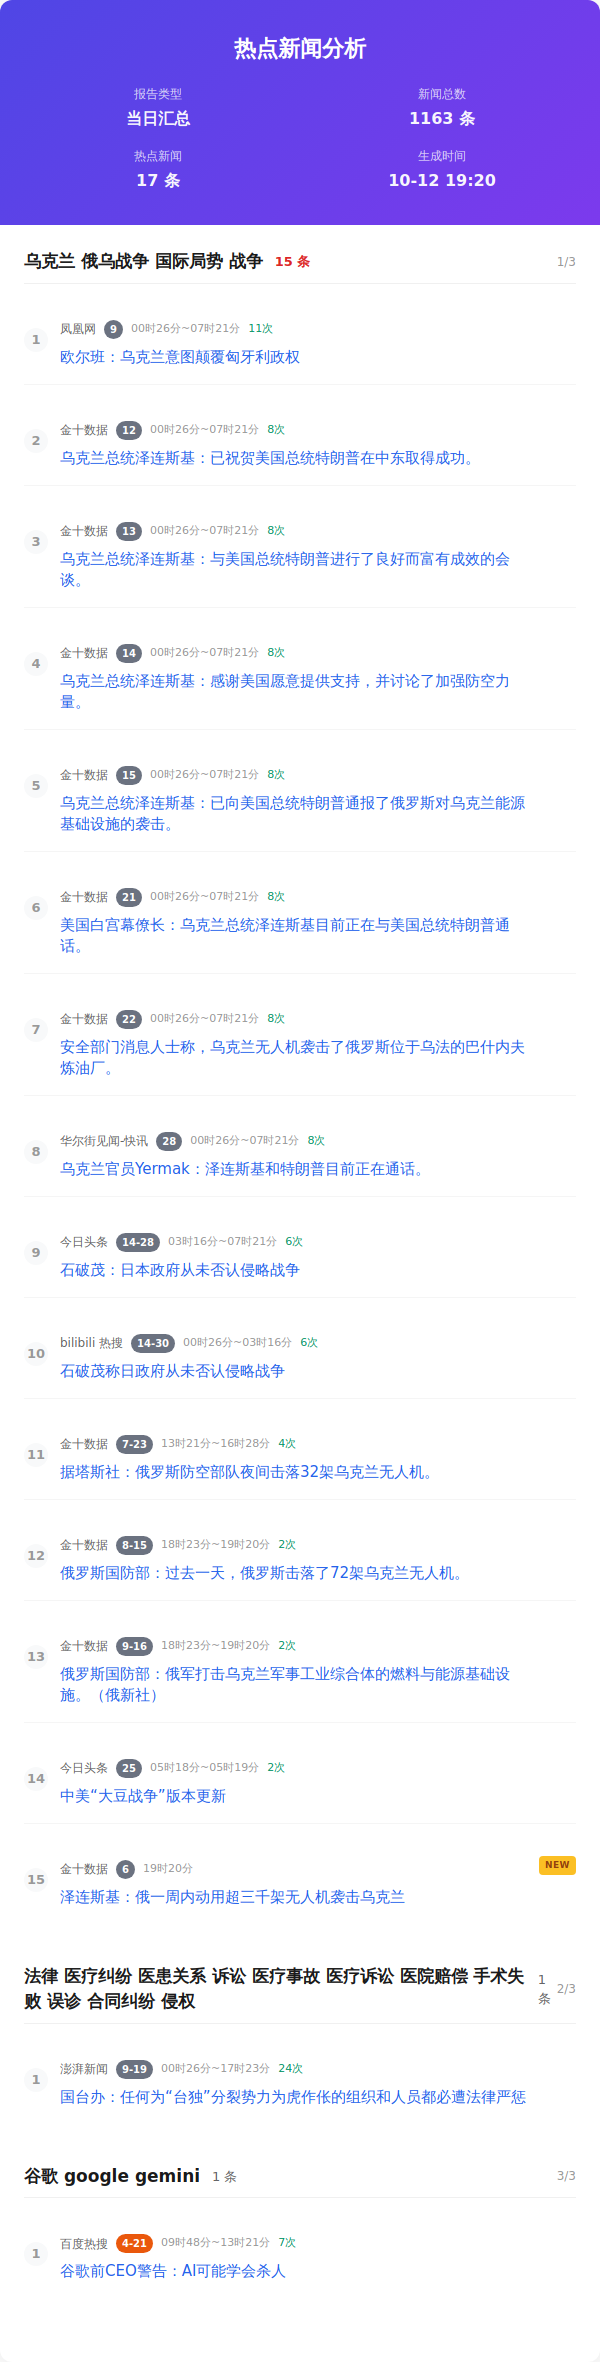 热点新闻分析
报告类型
新闻总数
当日汇总
1163 条
热点新闻
生成时间
17 条
10-12 19:20
乌克兰 俄乌战争 国际局势 战争 15 条 1/3
1 凤凰网 9 00时26分~07时21分 11次
欧尔班：乌克兰意图颠覆匈牙利政权
2 金十数据 12 00时26分~07时21分 8次
乌克兰总统泽连斯基：已祝贺美国总统特朗普在中东取得成功。
3 金十数据 13 00时26分~07时21分 8次
乌克兰总统泽连斯基：与美国总统特朗普进行了良好而富有成效的会
谈。
4 金十数据 14 00时26分~07时21分 8次
乌克兰总统泽连斯基：感谢美国愿意提供支持，并讨论了加强防空力
量。
5 金十数据 15 00时26分~07时21分 8次
乌克兰总统泽连斯基：已向美国总统特朗普通报了俄罗斯对乌克兰能源
基础设施的袭击。
6 金十数据 21 00时26分~07时21分 8次
美国白宫幕僚长：乌克兰总统泽连斯基目前正在与美国总统特朗普通
话。
7 金十数据 22 00时26分~07时21分 8次
安全部门消息人士称，乌克兰无人机袭击了俄罗斯位于乌法的巴什内夫
炼油厂。
8 华尔街见闻-快讯 28 00时26分~07时21分 8次
乌克兰官员Yermak：泽连斯基和特朗普目前正在通话。
9 今日头条 14-28 03时16分~07时21分 6次
石破茂：日本政府从未否认侵略战争
10 bilibili 热搜 14-30 00时26分~03时16分 6次
石破茂称日政府从未否认侵略战争
11 金十数据 7-23 13时21分~16时28分 4次
据塔斯社：俄罗斯防空部队夜间击落32架乌克兰无人机。
12 金十数据 8-15 18时23分~19时20分 2次
俄罗斯国防部：过去一天，俄罗斯击落了72架乌克兰无人机。
13 金十数据 9-16 18时23分~19时20分 2次
俄罗斯国防部：俄军打击乌克兰军事工业综合体的燃料与能源基础设
施。（俄新社）
14 今日头条 25 05时18分~05时19分 2次
中美“大豆战争”版本更新
15 金十数据 6 19时20分 NEW
泽连斯基：俄一周内动用超三千架无人机袭击乌克兰
法律 医疗纠纷 医患关系 诉讼 医疗事故 医疗诉讼 医院赔偿 手术失 1 2/3
败 误诊 合同纠纷 侵权 条
1 澎湃新闻 9-19 00时26分~17时23分 24次
国台办：任何为“台独”分裂势力为虎作伥的组织和人员都必遭法律严惩
谷歌 google gemini 1 条 3/3
1 百度热搜 4-21 09时48分~13时21分 7次
谷歌前CEO警告：AI可能学会杀人